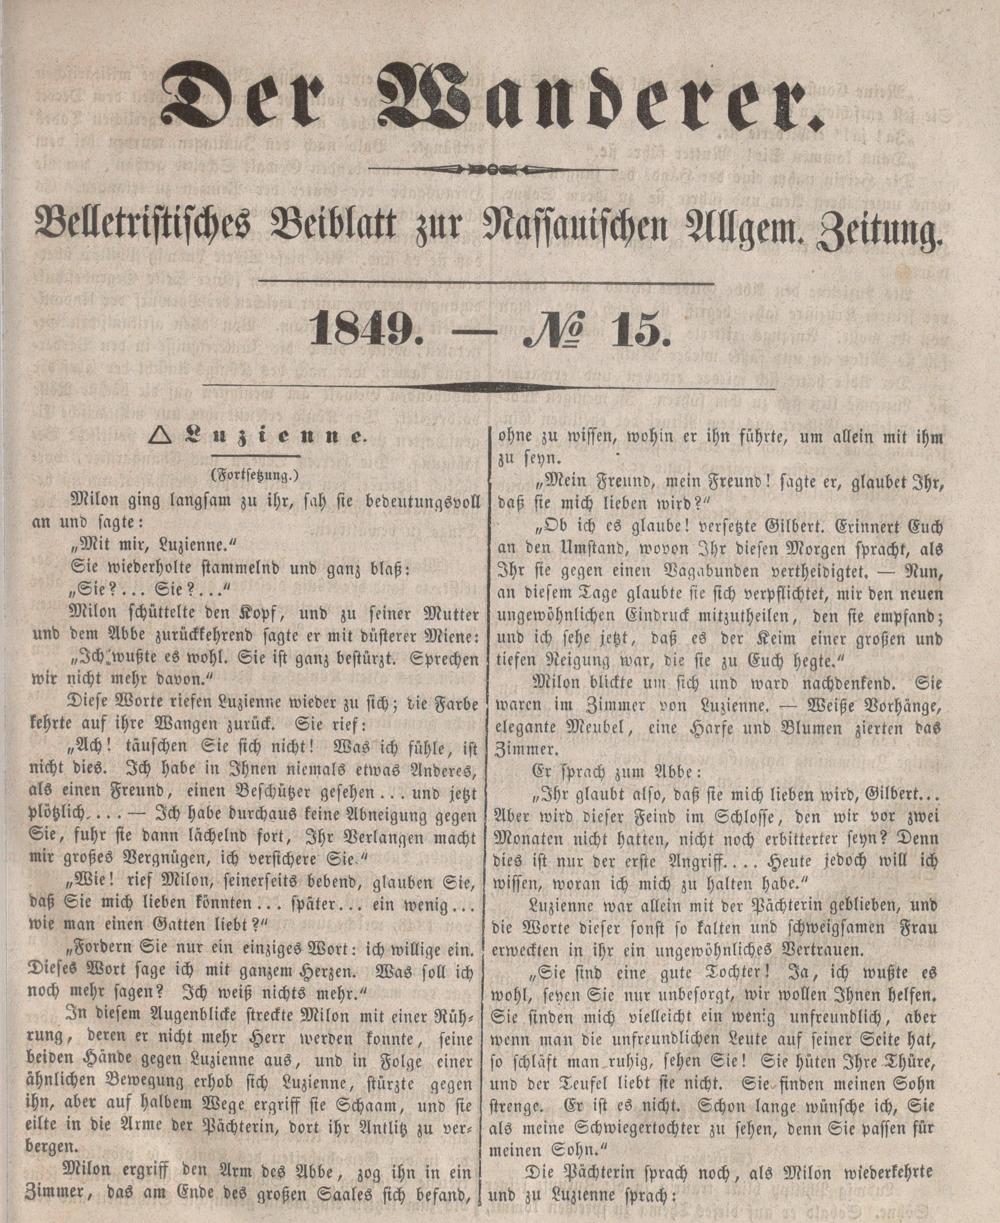 Der Wanderer.
Belletristisches Beiblatt zur Nassauischen Allgem. Zeitung.
1849. — № 15.
△ Luzienne.
(Fortsetzung.)
Milon ging langsam zu ihr, sah sie bedeutungsvoll
an und sagte:
„Mit mir, Luzienne.“
Sie wiederholte stammelnd und ganz blaß:
„Sie?... Sie?...“
Milon schüttelte den Kopf, und zu seiner Mutter
und dem Abbe zurückkehrend sagte er mit düsterer Miene:
„Ich wußte es wohl. Sie ist ganz bestürzt. Sprechen
wir nicht mehr davon.“
Diese Worte riefen Luzienne wieder zu sich; die Farbe
kehrte auf ihre Wangen zurück. Sie rief:
„Ach! täuschen Sie sich nicht! Was ich fühle, ist
nicht dies. Ich habe in Ihnen niemals etwas Anderes,
als einen Freund, einen Beschützer gesehen... und jetzt
plötzlich.... — Ich habe durchaus keine Abneigung gegen
Sie, fuhr sie dann lächelnd fort, Ihr Verlangen macht
mir großes Vergnügen, ich versichere Sie.“
„Wie! rief Milon, seinerseits bebend, glauben Sie,
daß Sie mich lieben könnten... später... ein wenig...
wie man einen Gatten liebt?“
„Fordern Sie nur ein einziges Wort: ich willige ein.
Dieses Wort sage ich mit ganzem Herzen. Was soll ich
noch mehr sagen? Ich weiß nichts mehr.“
In diesem Augenblicke streckte Milon mit einer Rüh-
rung, deren er nicht mehr Herr werden konnte, seine
beiden Hände gegen Luzienne aus, und in Folge einer
ähnlichen Bewegung erhob sich Luzienne, stürzte gegen
ihn, aber auf halbem Wege ergriff sie Schaam, und sie
eilte in die Arme der Pächterin, dort ihr Antlitz zu ver-
bergen.
Milon ergriff den Arm des Abbe, zog ihn in ein
Zimmer, das am Ende des großen Saales sich befand,
ohne zu wissen, wohin er ihn führte, um allein mit ihm
zu seyn.
„Mein Freund, mein Freund! sagte er, glaubet Ihr,
daß sie mich lieben wird?“
„Ob ich es glaube! versetzte Gilbert. Erinnert Euch
an den Umstand, wovon Ihr diesen Morgen spracht, als
Ihr sie gegen einen Vagabunden vertheidigtet. — Nun,
an diesem Tage glaubte sie sich verpflichtet, mir den neuen
ungewöhnlichen Eindruck mitzutheilen, den sie empfand;
und ich sehe jetzt, daß es der Keim einer großen und
tiefen Neigung war, die sie zu Euch hegte.“
Milon blickte um sich und ward nachdenkend. Sie
waren im Zimmer von Luzienne. — Weiße Vorhänge,
elegante Meubel, eine Harfe und Blumen zierten das
Zimmer.
Er sprach zum Abbe:
„Ihr glaubt also, daß sie mich lieben wird, Gilbert...
Aber wird dieser Feind im Schlosse, den wir vor zwei
Monaten nicht hatten, nicht noch erbitterter seyn? Denn
dies ist nur der erste Angriff.... Heute jedoch will ich
wissen, woran ich mich zu halten habe.“
Luzienne war allein mit der Pächterin geblieben, und
die Worte dieser sonst so kalten und schweigsamen Frau
erweckten in ihr ein ungewöhnliches Vertrauen.
„Sie sind eine gute Tochter! Ja, ich wußte es
wohl, seyen Sie nur unbesorgt, wir wollen Ihnen helfen.
Sie finden mich vielleicht ein wenig unfreundlich, aber
wenn man die unfreundlichen Leute auf seiner Seite hat,
so schläft man ruhig, sehen Sie! Sie hüten Ihre Thüre,
und der Teufel liebt sie nicht. Sie finden meinen Sohn
strenge. Er ist es nicht. Schon lange wünsche ich, Sie
als meine Schwiegertochter zu sehen, denn Sie passen für
meinen Sohn.“
Die Pächterin sprach noch, als Milon wiederkehrte
und zu Luzienne sprach: